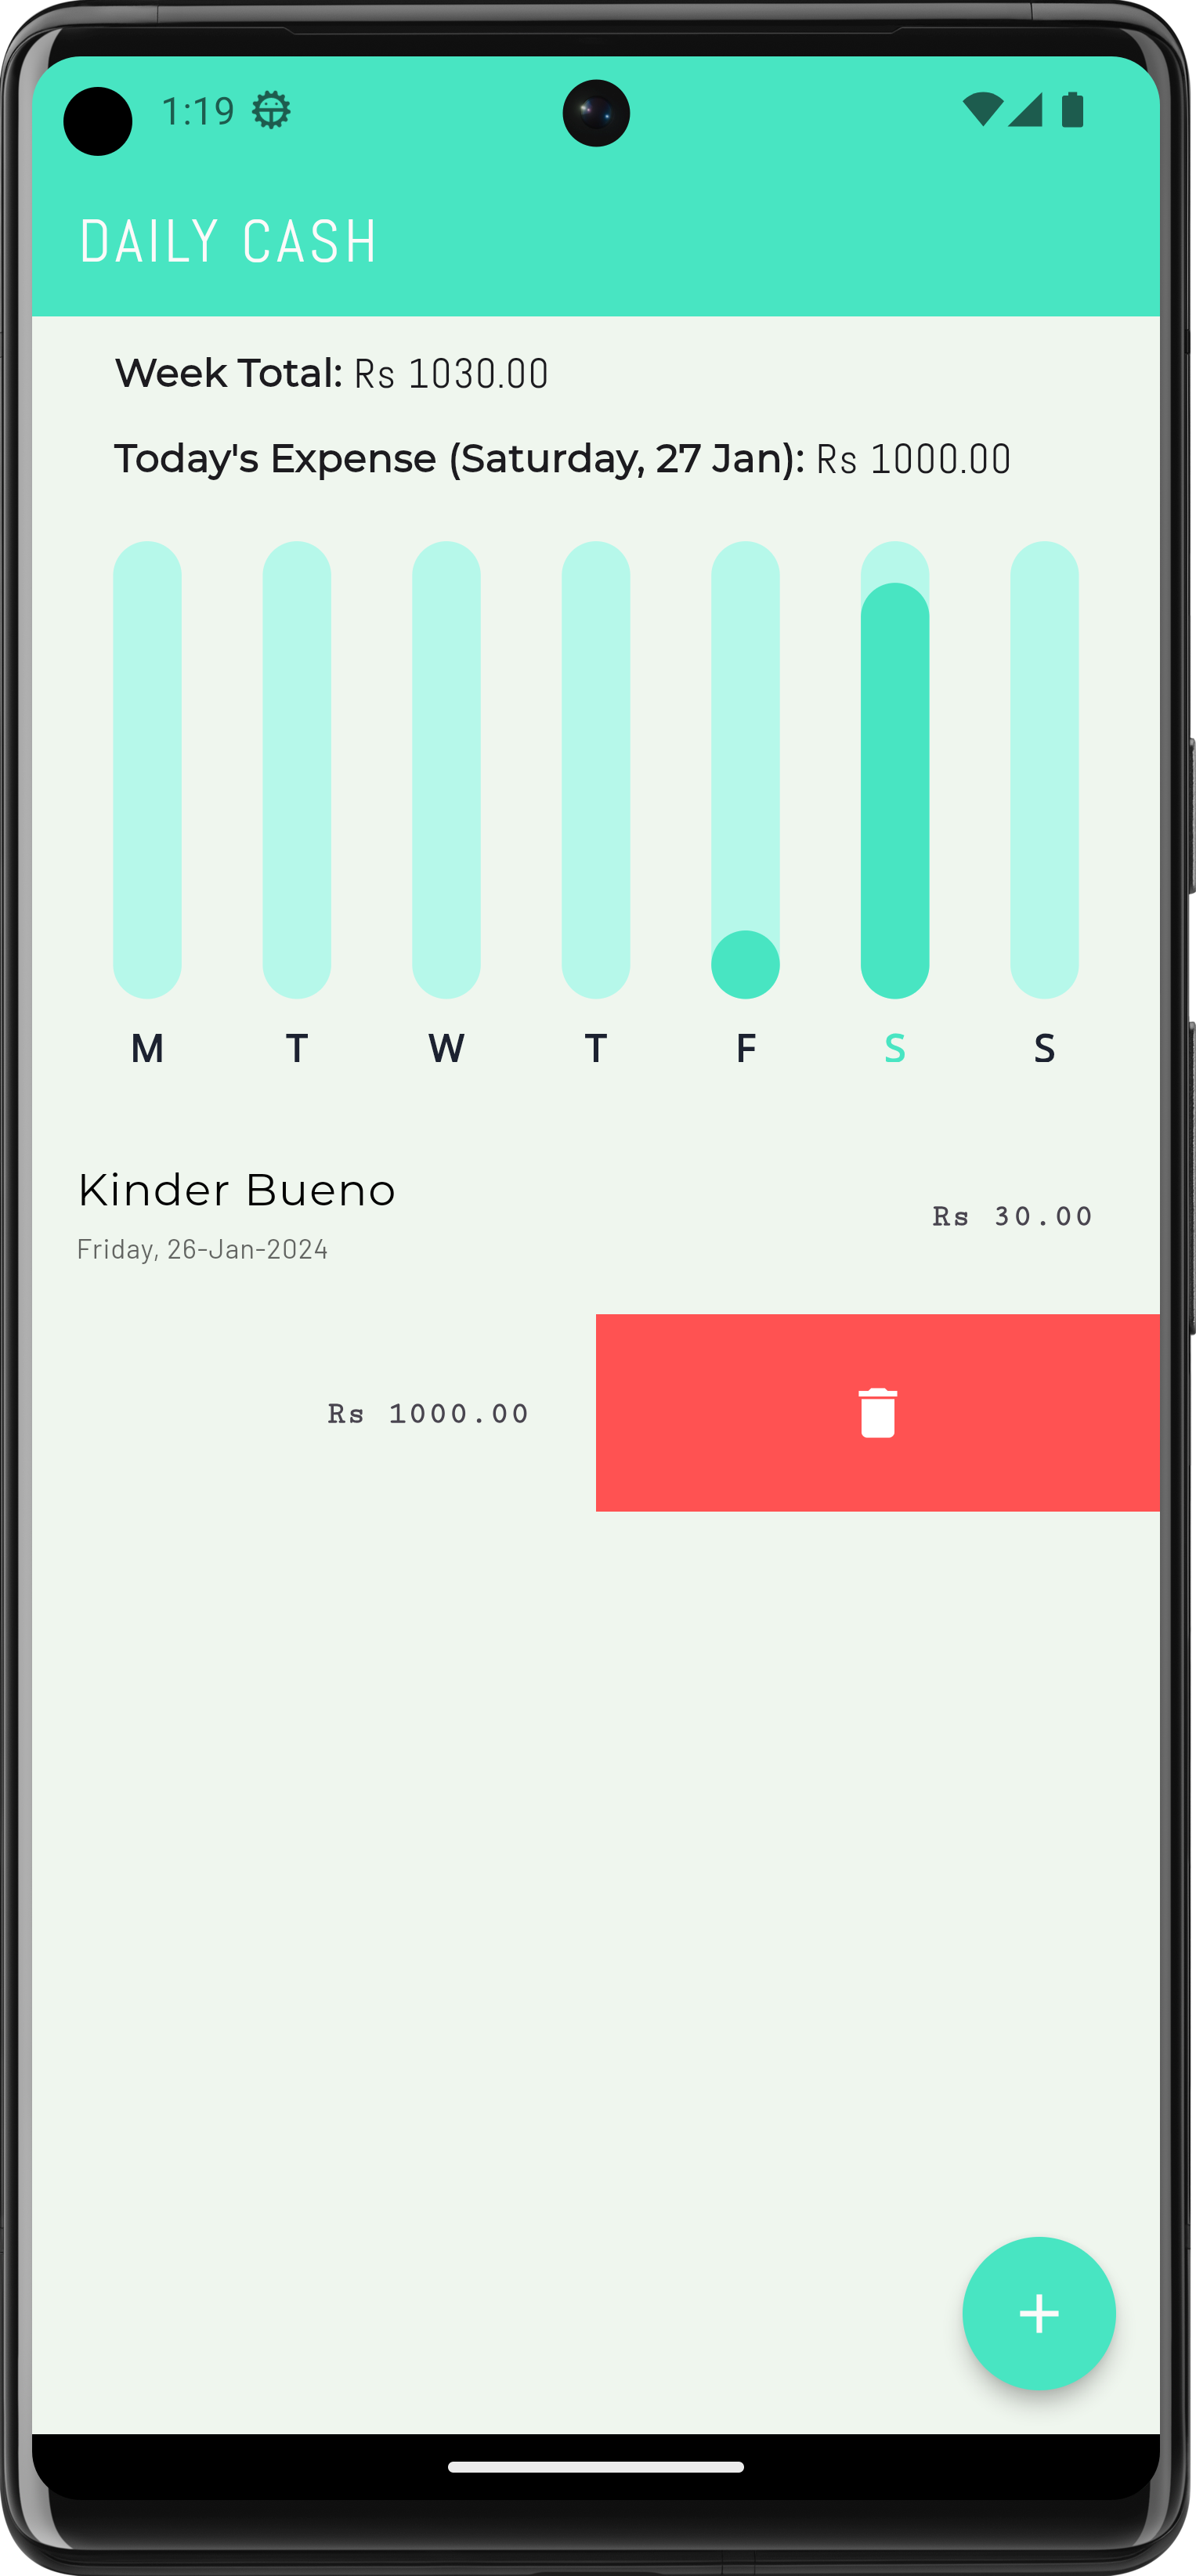 1:19
DAILY CASH
Week Total: Rs 1030.00
Today's Expense (Saturday, 27 Jan): Rs 1000.00
M T W T F S S
Kinder Bueno
Rs 30.00
Friday, 26-Jan-2024
Rs 1000.00